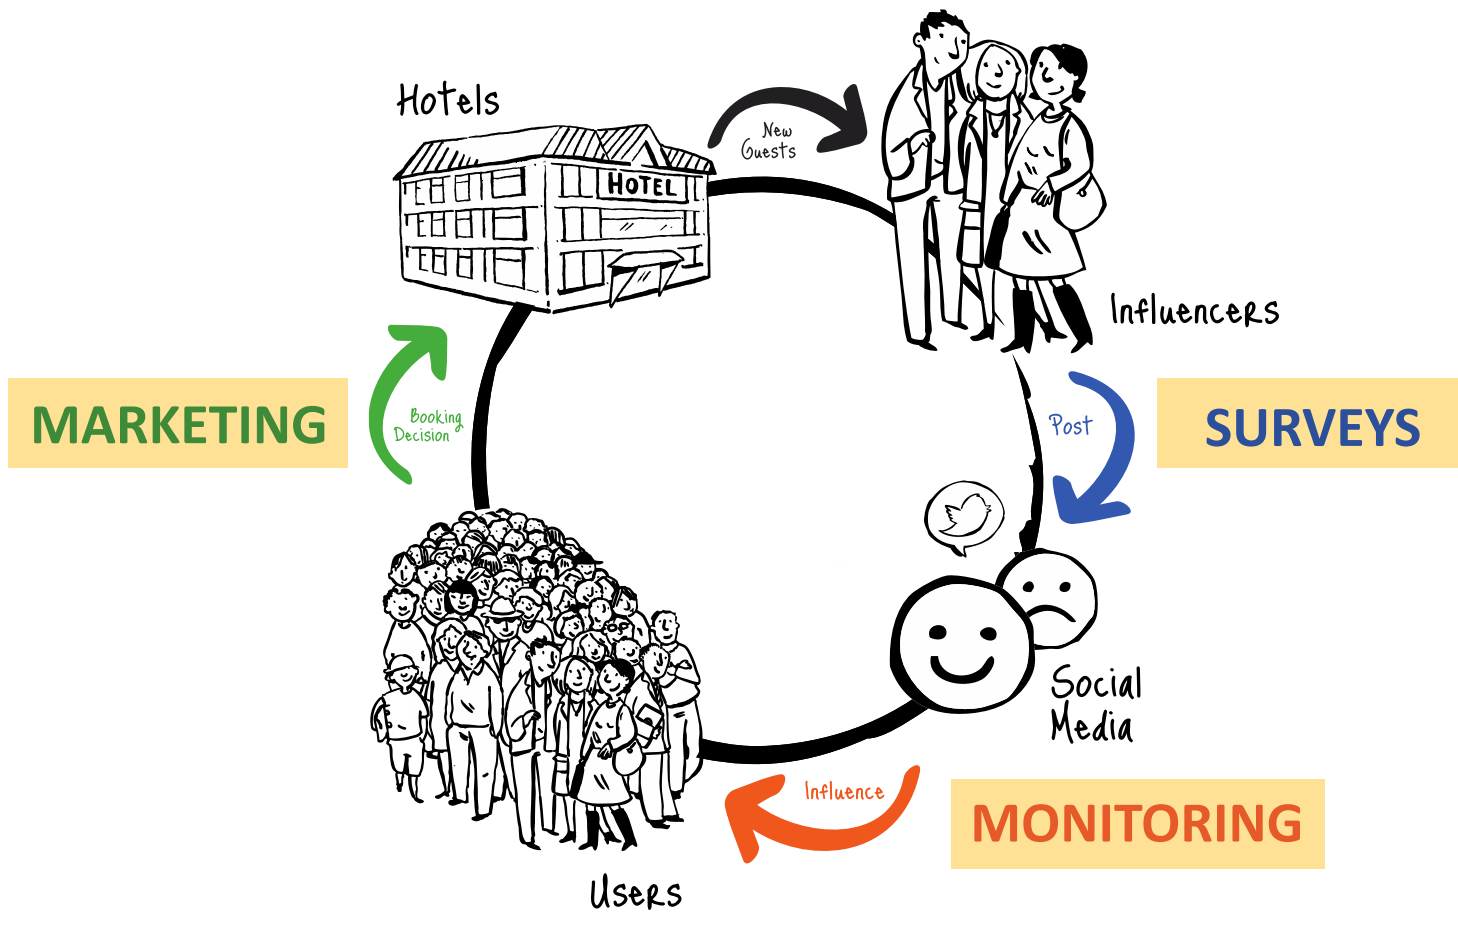 Hotels
HOTEL
New
Guests
Influencers
MARKETING
Booking
Decision
Post
SURVEYS
Social
Media
Influence
MONITORING
Users